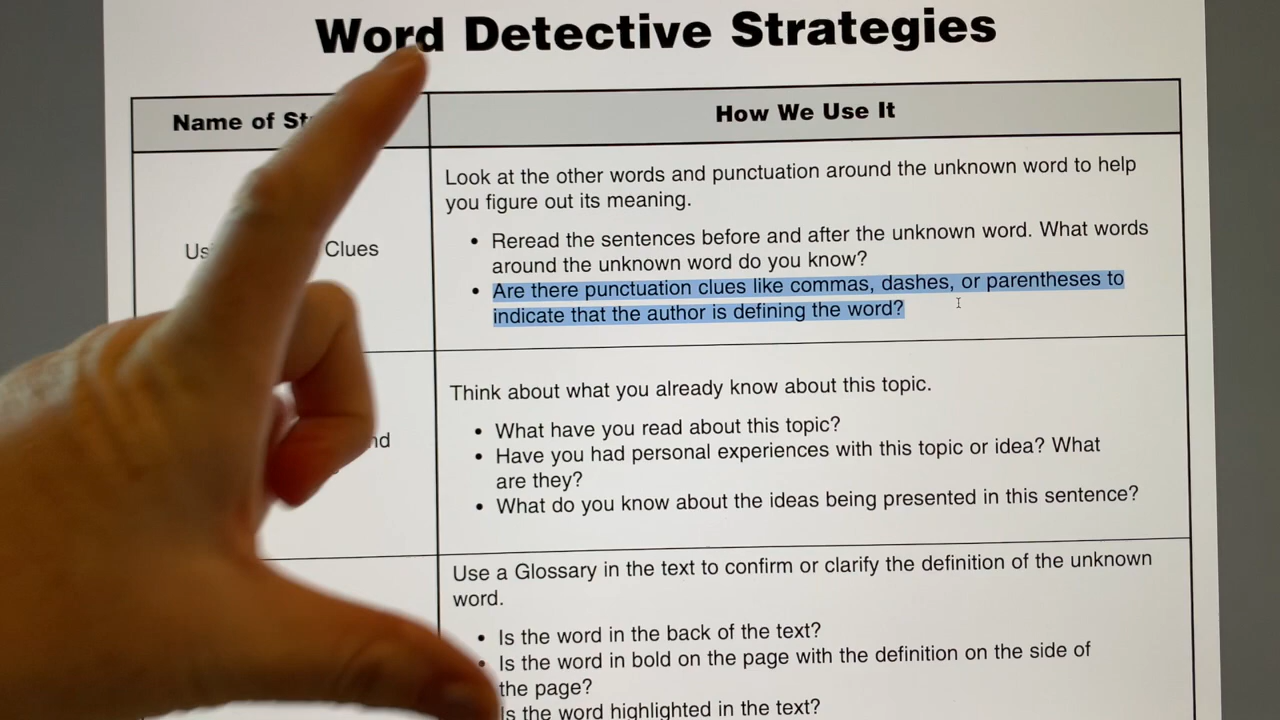 Word Detective Strategies
Name of
How We Use It
Look at the other words and punctuation around the unknown word to help
you figure out its meaning.
• Reread the sentences before and after the unknown word. What words
around the unknown word do you know?
Clues
• Are there punctuation clues like commas, dashes, or parentheses to
indicate that the author is defining the word?
Think about what you already know about this topic.
• What have you read about this topic?
• Have you had personal experiences with this topic or idea? What
are they?
• What do you know about the ideas being presented in this sentence?
Use a Glossary in the text to confirm or clarify the definition of the unknown
word.
• Is the word in the back of the text?
• Is the word in bold on the page with the definition on the side of
the page?
Is the word highlighted in the text?